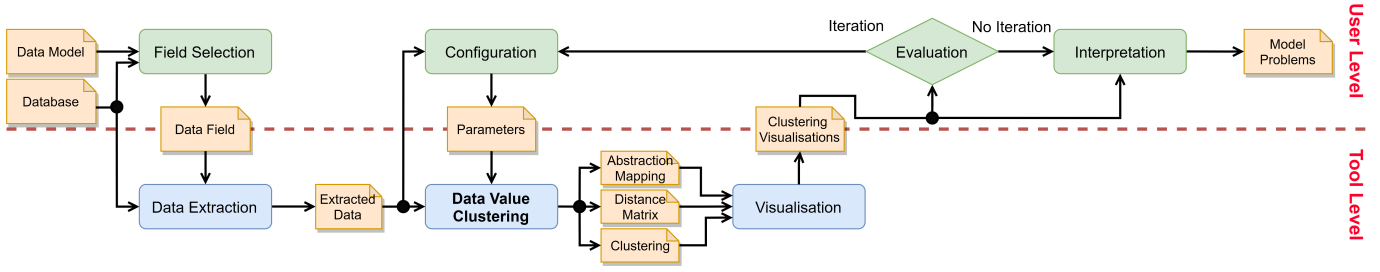 Data Model
Field Selection
Database
Data Field
Data Extraction
Extracted
Data
Configuration
Parameters
Data Value
Clustering
Abstraction
Mapping
Distance
Matrix
Clustering
Visualisation
Clustering
Visualisations
Iteration
Evaluation
No Iteration
Interpretation
Model
Problems
User Level
Tool Level